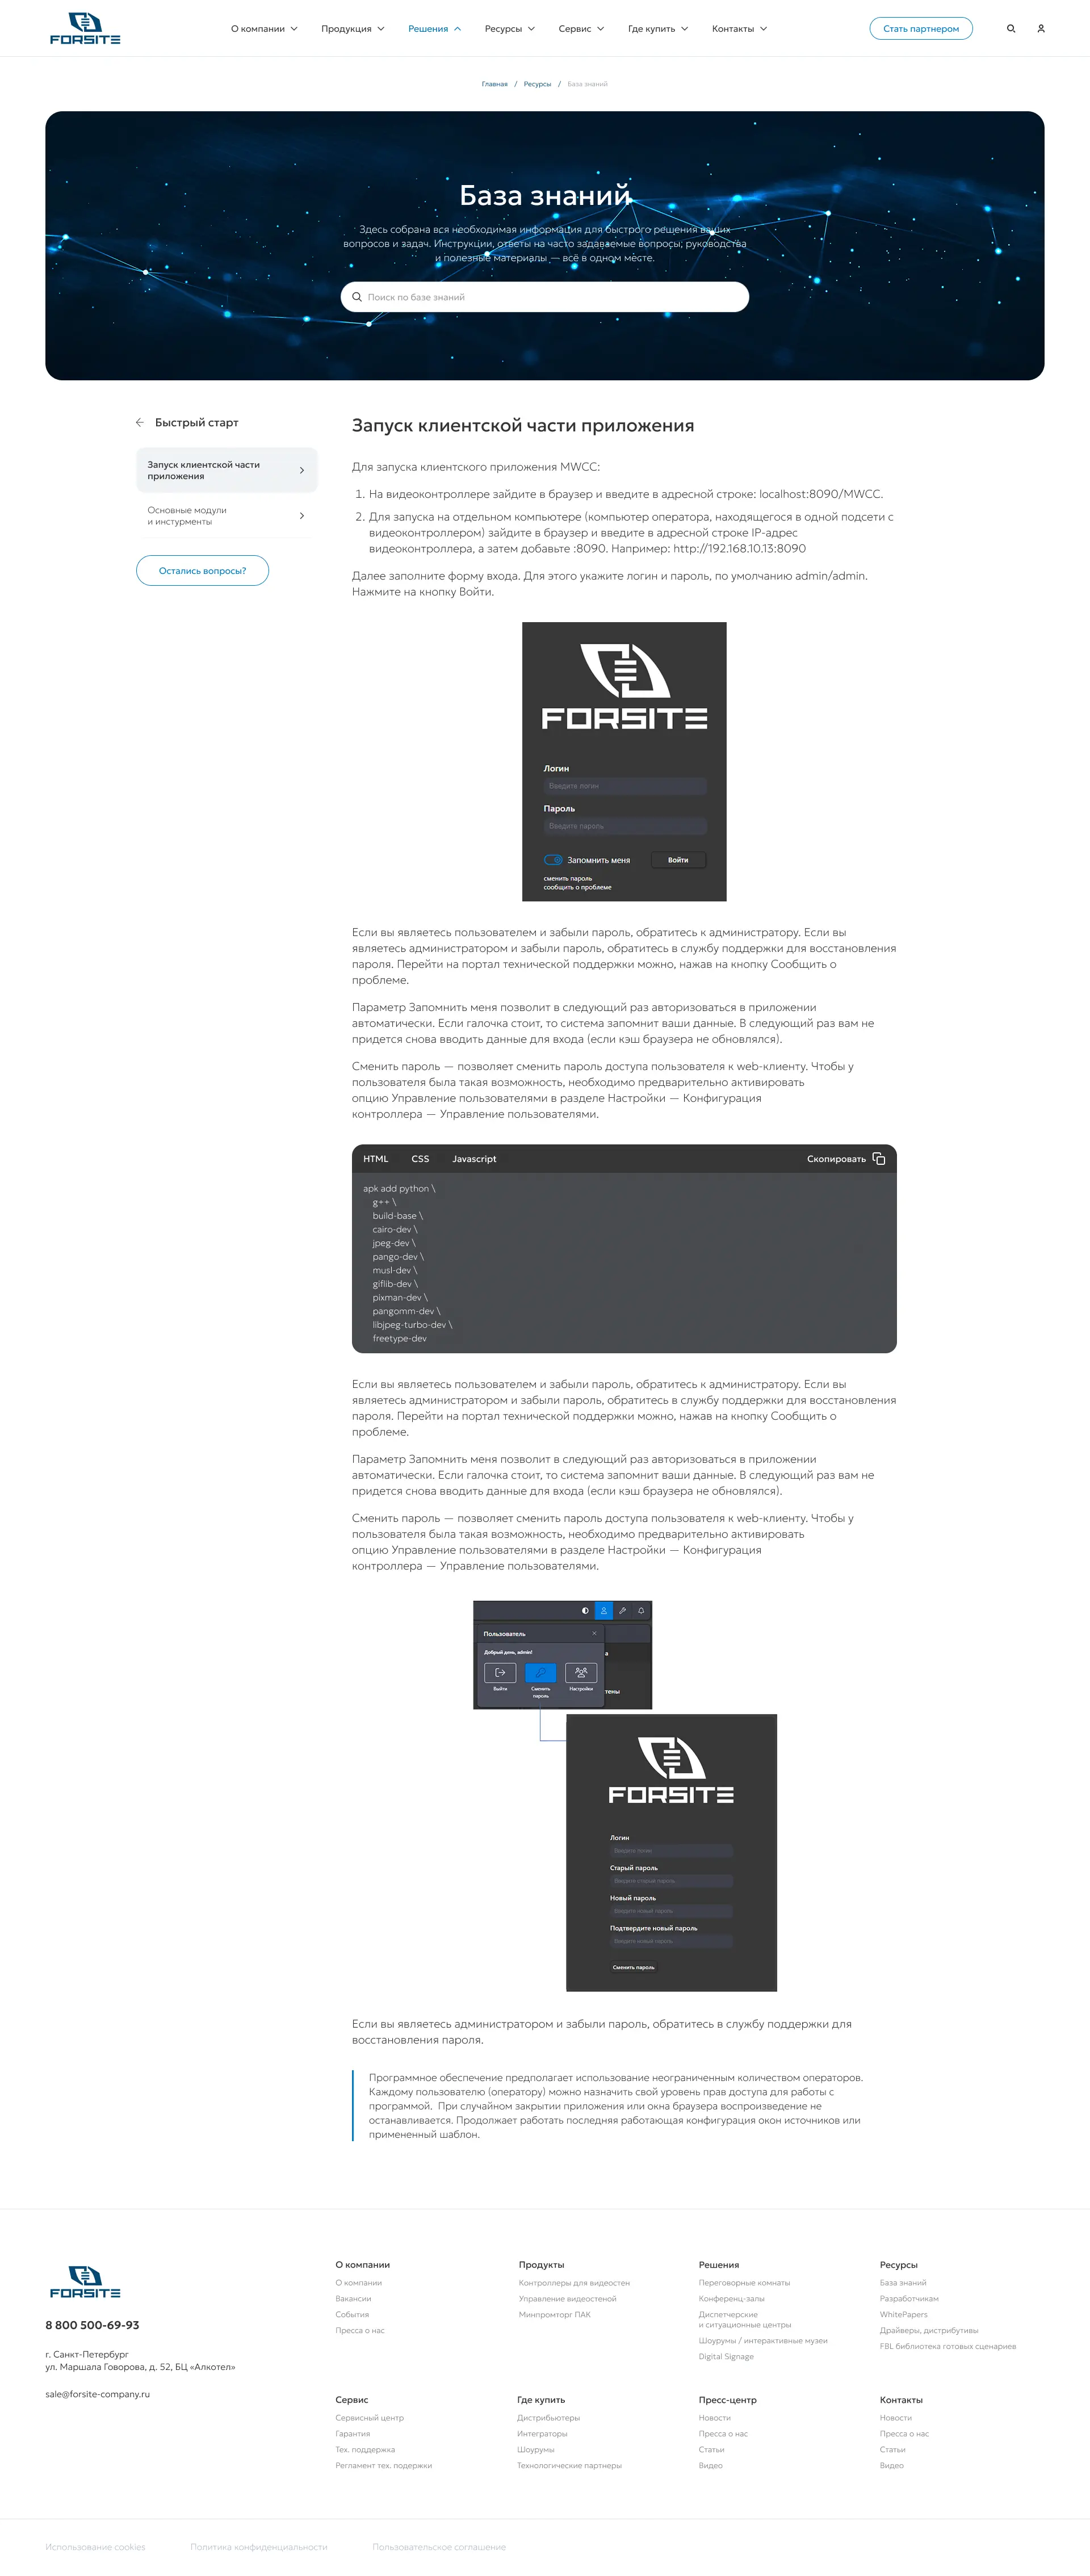 FORSITE
О компании
Продукция
Решения
Ресурсы
Сервис
Где купить
Контакты
Стать партнером
Главная / Ресурсы / База знаний
База знаний
Здесь собрана вся необходимая информация для быстрого решения ваших
вопросов и задач. Инструкции, ответы на часто задаваемые вопросы, руководства
и полезные материалы — всё в одном месте.
Поиск по базе знаний
Быстрый старт
Запуск клиентской части
приложения
Основные модули
и инстурменты
Остались вопросы?
Запуск клиентской части приложения
Для запуска клиентского приложения MWCC:
1. На видеоконтроллере зайдите в браузер и введите в адресной строке: localhost:8090/MWCC.
2. Для запуска на отдельном компьютере (компьютер оператора, находящегося в одной подсети с
видеоконтроллером) зайдите в браузер и введите в адресной строке IP-адрес
видеоконтроллера, а затем добавьте :8090. Например: http://192.168.10.13:8090
Далее заполните форму входа. Для этого укажите логин и пароль, по умолчанию admin/admin.
Нажмите на кнопку Войти.
FORSITE
Логин
Введите логин
Пароль
Введите пароль
Запомнить меня
Войти
сменить пароль
сообщить о проблеме
Если вы являетесь пользователем и забыли пароль, обратитесь к администратору. Если вы
являетесь администратором и забыли пароль, обратитесь в службу поддержки для восстановления
пароля. Перейти на портал технической поддержки можно, нажав на кнопку Сообщить о
проблеме.
Параметр Запомнить меня позволит в следующий раз авторизоваться в приложении
автоматически. Если галочка стоит, то система запомнит ваши данные. В следующий раз вам не
придется снова вводить данные для входа (если кэш браузера не обновлялся).
Сменить пароль — позволяет сменить пароль доступа пользователя к web-клиенту. Чтобы у
пользователя была такая возможность, необходимо предварительно активировать
опцию Управление пользователями в разделе Настройки — Конфигурация
контроллера — Управление пользователями.
HTML
CSS
Javascript
Скопировать
apk add python \
g++ \
build-base \
cairo-dev \
jpeg-dev \
pango-dev \
musl-dev \
giflib-dev \
pixman-dev \
pangomm-dev \
libjpeg-turbo-dev \
freetype-dev
Если вы являетесь пользователем и забыли пароль, обратитесь к администратору. Если вы
являетесь администратором и забыли пароль, обратитесь в службу поддержки для восстановления
пароля. Перейти на портал технической поддержки можно, нажав на кнопку Сообщить о
проблеме.
Параметр Запомнить меня позволит в следующий раз авторизоваться в приложении
автоматически. Если галочка стоит, то система запомнит ваши данные. В следующий раз вам не
придется снова вводить данные для входа (если кэш браузера не обновлялся).
Сменить пароль — позволяет сменить пароль доступа пользователя к web-клиенту. Чтобы у
пользователя была такая возможность, необходимо предварительно активировать
опцию Управление пользователями в разделе Настройки — Конфигурация
контроллера — Управление пользователями.
Пользователь
Добрый день, admin!
Выйти
Сменить
пароль
Настройки
FORSITE
Логин
Введите логин
Старый пароль
Введите старый пароль
Новый пароль
Введите новый пароль
Подтвердите новый пароль
Введите новый пароль
Сменить пароль
Если вы являетесь администратором и забыли пароль, обратитесь в службу поддержки для
восстановления пароля.
Программное обеспечение предполагает использование неограниченным количеством операторов.
Каждому пользователю (оператору) можно назначить свой уровень прав доступа для работы с
программой. При случайном закрытии приложения или окна браузера воспроизведение не
останавливается. Продолжает работать последняя работающая конфигурация окон источников или
примененный шаблон.
FORSITE
8 800 500-69-93
г. Санкт-Петербург
ул. Маршала Говорова, д. 52, БЦ «Алкотел»
sale@forsite-company.ru
О компании
О компании
Вакансии
События
Пресса о нас
Продукты
Контроллеры для видеостен
Управление видеостеной
Минпромторг ПАК
Решения
Переговорные комнаты
Конференц-залы
Диспетчерские
и ситуационные центры
Шоурумы / интерактивные музеи
Digital Signage
Ресурсы
База знаний
Разработчикам
WhitePapers
Драйверы, дистрибутивы
FBL библиотека готовых сценариев
Сервис
Сервисный центр
Гарантия
Тех. поддержка
Регламент тех. подержки
Где купить
Дистрибьютеры
Интеграторы
Шоурумы
Технологические партнеры
Пресс-центр
Новости
Пресса о нас
Статьи
Видео
Контакты
Новости
Пресса о нас
Статьи
Видео
Использование cookies
Политика конфиденциальности
Пользовательское соглашение